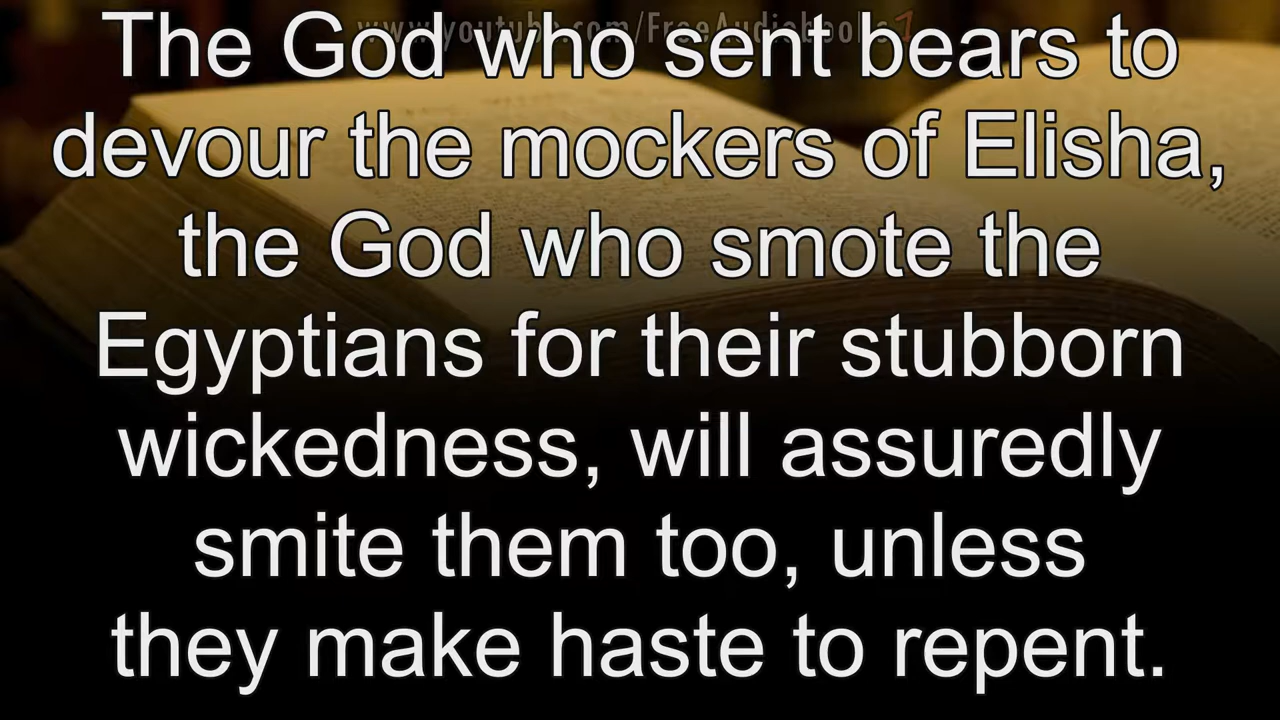 www.youtube.com/FreeAudiobooks
The God who sent bears to
devour the mockers of Elisha,
the God who smote the
Egyptians for their stubborn
wickedness, will assuredly
smite them too, unless
they make haste to repent.